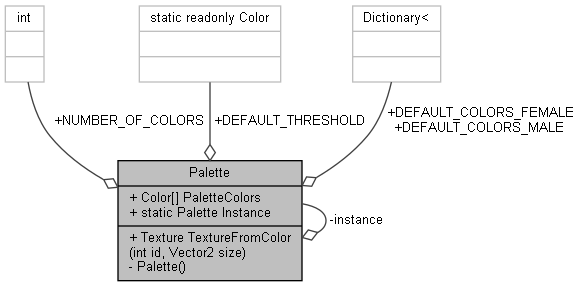 int
static readonly Color
Dictionary<
+NUMBER_OF_COLORS
+DEFAULT_THRESHOLD
+DEFAULT_COLORS_FEMALE
+DEFAULT_COLORS_MALE
Palette
+ Color[] PaletteColors
+ static Palette Instance
-instance
+ Texture TextureFromColor
(int id, Vector2 size)
- Palette()